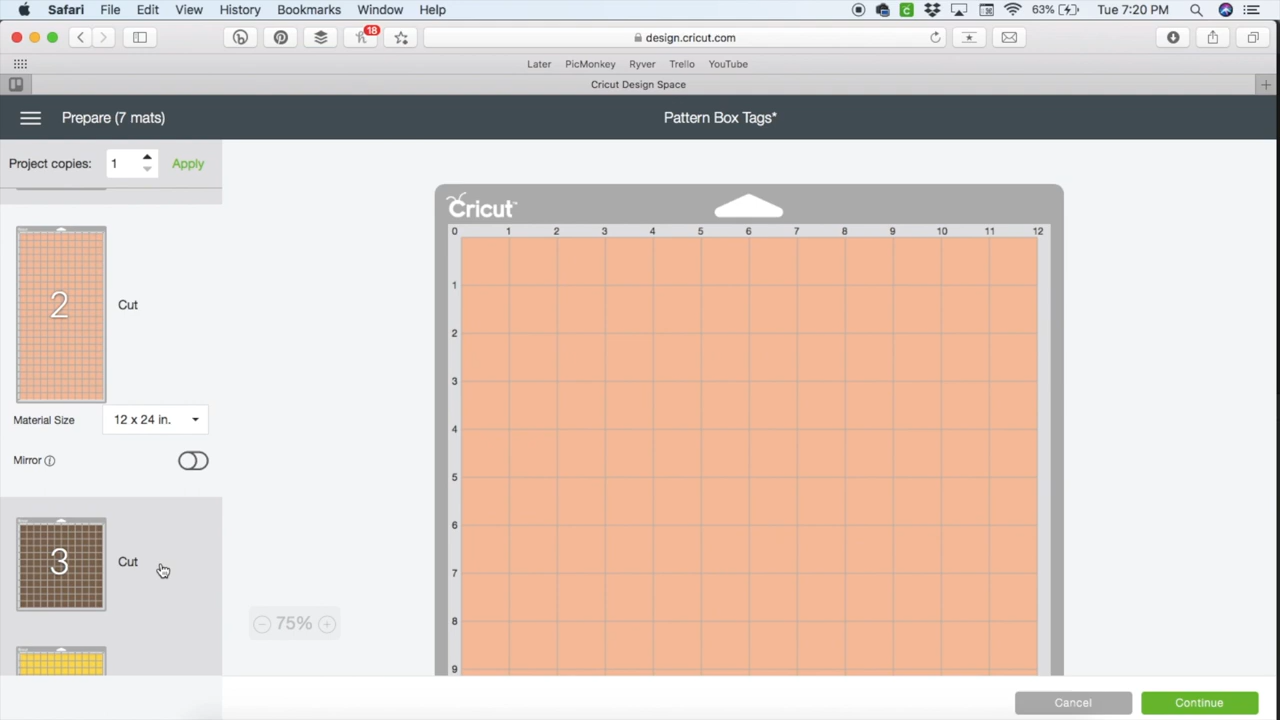 Safari File Edit View History Bookmarks Window Help 63% Tue 7:20 PM
18 design.cricut.com
Later PicMonkey Ryver Trello YouTube
Cricut Design Space
Prepare (7 mats) Pattern Box Tags*
Project copies: 1 Apply
Cricut™
0 1 2 3 4 5 6 7 8 9 10 11 12
1
2
3
4
5
6
7
8
9
2 Cut
Material Size 12 x 24 in.
Mirror
3 Cut
75%
Cancel Continue